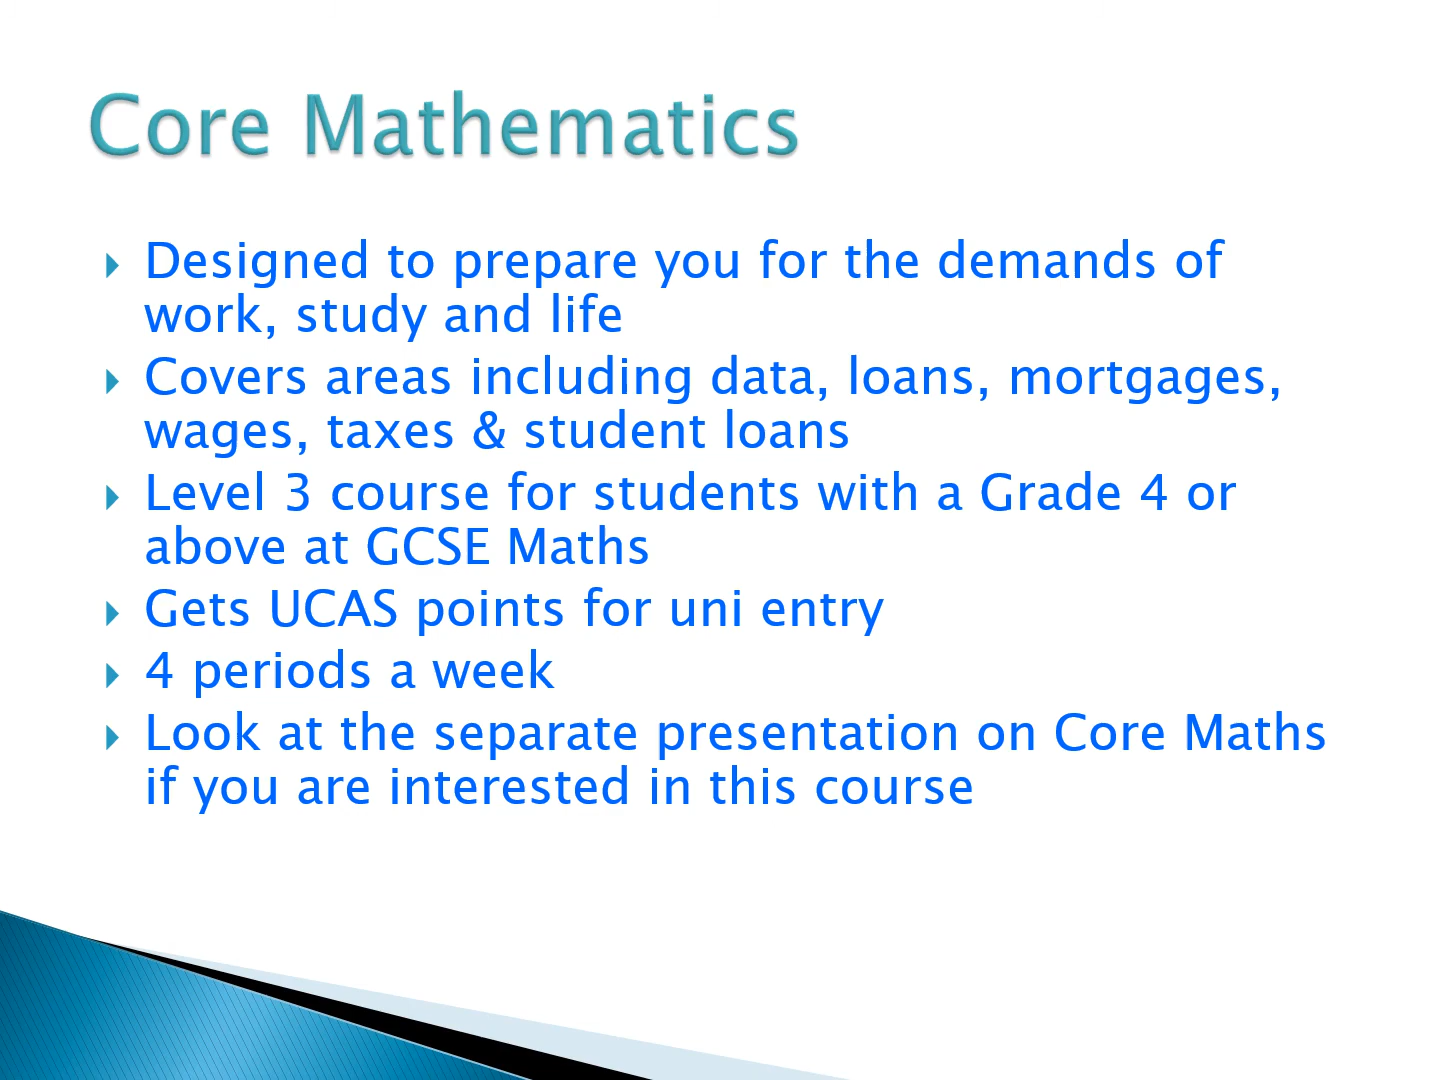 Core Mathematics
Designed to prepare you for the demands of
work, study and life
Covers areas including data, loans, mortgages,
wages, taxes & student loans
Level 3 course for students with a Grade 4 or
above at GCSE Maths
Gets UCAS points for uni entry
4 periods a week
Look at the separate presentation on Core Maths
if you are interested in this course